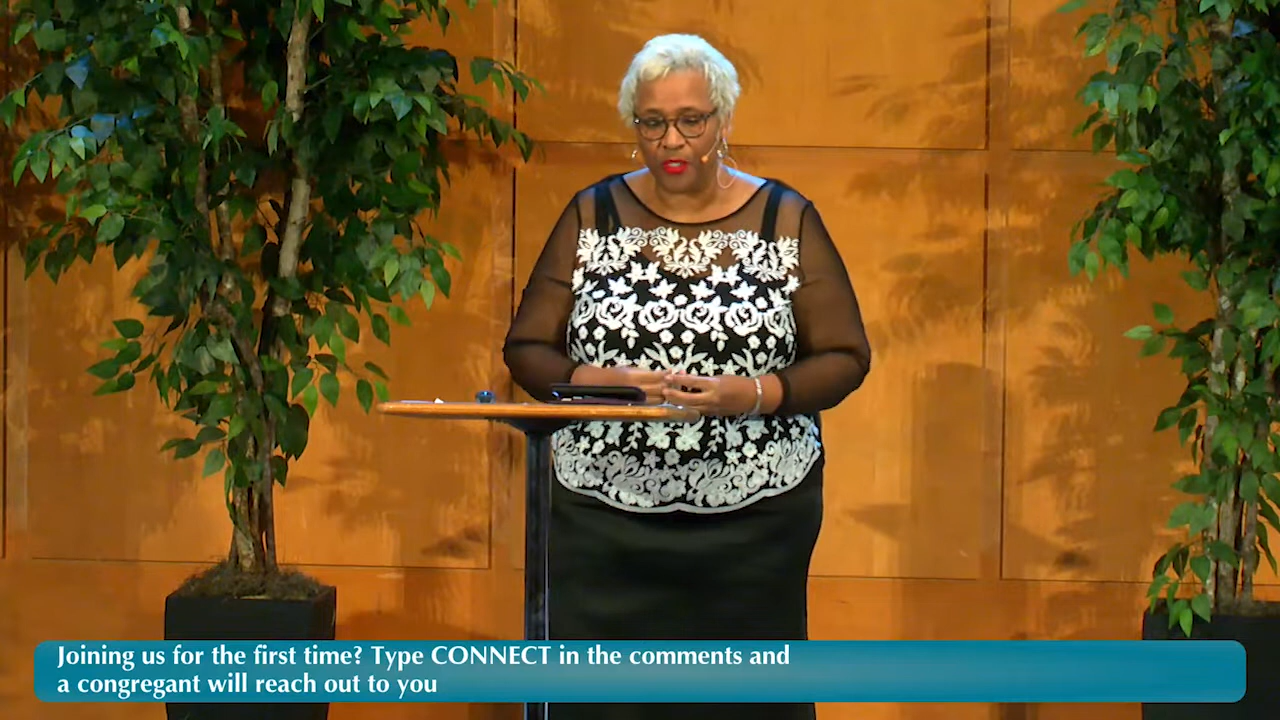 Joining us for the first time? Type CONNECT in the comments and
a congregant will reach out to you